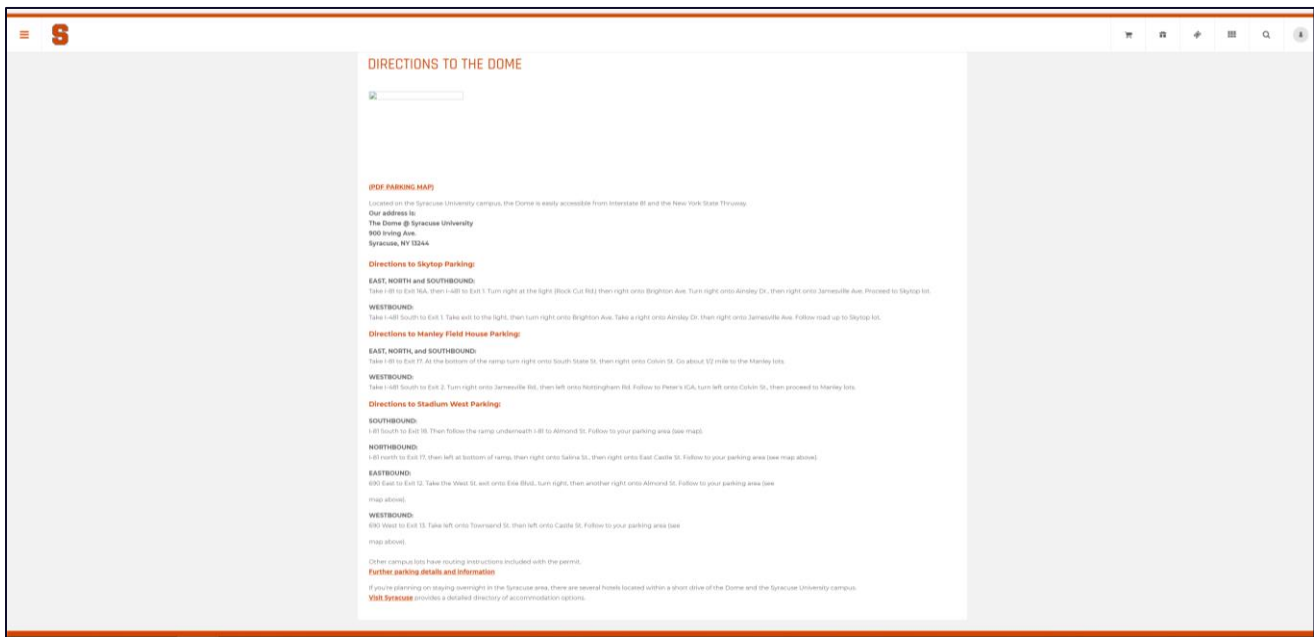 S
DIRECTIONS TO THE DOME
(PDF PARKING MAP)
Located on the Syracuse University campus, the Dome is easily accessible from Interstate 81 and the New York State Thruway.
Our address is:
The Dome @ Syracuse University
900 Irving Ave.
Syracuse, NY 13244
Directions to Skytop Parking:
EAST, NORTH and SOUTHBOUND:
Take I-81 to Exit 16A, then I-481 to Exit 1. Turn right at the light (Rock Cut Rd.) then right onto Brighton Ave. Turn right onto Ainsley Dr., then right onto Jamesville Ave. Proceed to Skytop lot.
WESTBOUND:
Take I-481 South to Exit 1. Take exit to the light, then turn right onto Brighton Ave. Take a right onto Ainsley Dr. then right onto Jamesville Ave. Follow road up to Skytop lot.
Directions to Manley Field House Parking:
EAST, NORTH, and SOUTHBOUND:
Take I-81 to Exit 17. At the bottom of the ramp turn right onto South State St. then right onto Colvin St. Go about 1/2 mile to the Manley lots.
WESTBOUND:
Take I-481 South to Exit 2. Turn right onto Jamesville Rd, then left onto Nottingham Rd. Follow to Peter's IGA, turn left onto Colvin St., then proceed to Manley lots.
Directions to Stadium West Parking:
SOUTHBOUND:
I-81 South to Exit 18. Then follow the ramp underneath I-81 to Almond St. Follow to your parking area (see map).
NORTHBOUND:
I-81 north to Exit 17, then left at bottom of ramp, then right onto Salina St., then right onto East Castle St. Follow to your parking area (see map above).
EASTBOUND:
690 East to Exit 12. Take the West St. exit onto Erie Blvd., turn right, then another right onto Almond St. Follow to your parking area (see
map above).
WESTBOUND:
690 West to Exit 13. Take left onto Townsend St. then left onto Castle St. Follow to your parking area (see
map above).
Other campus lots have routing instructions included with the permit.
Further parking details and information
If you're planning on staying overnight in the Syracuse area, there are several hotels located within a short drive of the Dome and the Syracuse University campus.
Visit Syracuse provides a detailed directory of accommodation options.